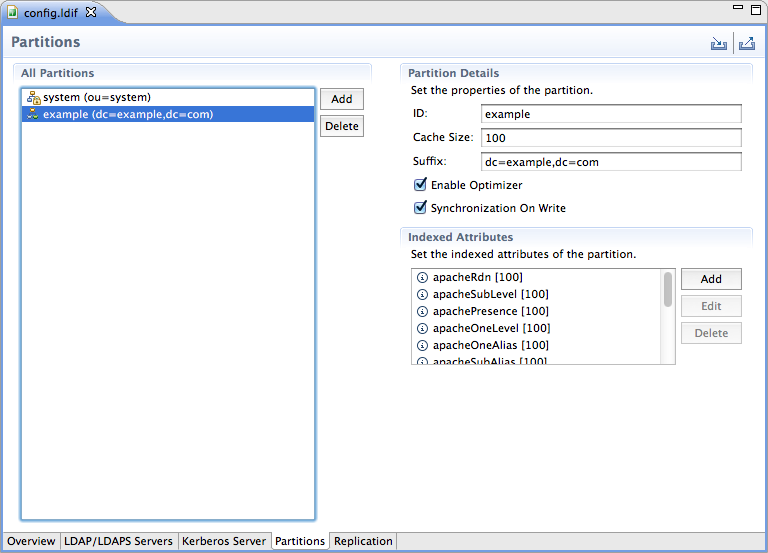 config.ldif
Partitions
All Partitions
system (ou=system)
example (dc=example,dc=com)
Add
Delete
Partition Details
Set the properties of the partition.
ID: example
Cache Size: 100
Suffix: dc=example,dc=com
Enable Optimizer
Synchronization On Write
Indexed Attributes
Set the indexed attributes of the partition.
apacheRdn [100]
apacheSubLevel [100]
apachePresence [100]
apacheOneLevel [100]
apacheOneAlias [100]
apacheSubAlias [100]
Add
Edit
Delete
Overview LDAP/LDAPS Servers Kerberos Server Partitions Replication